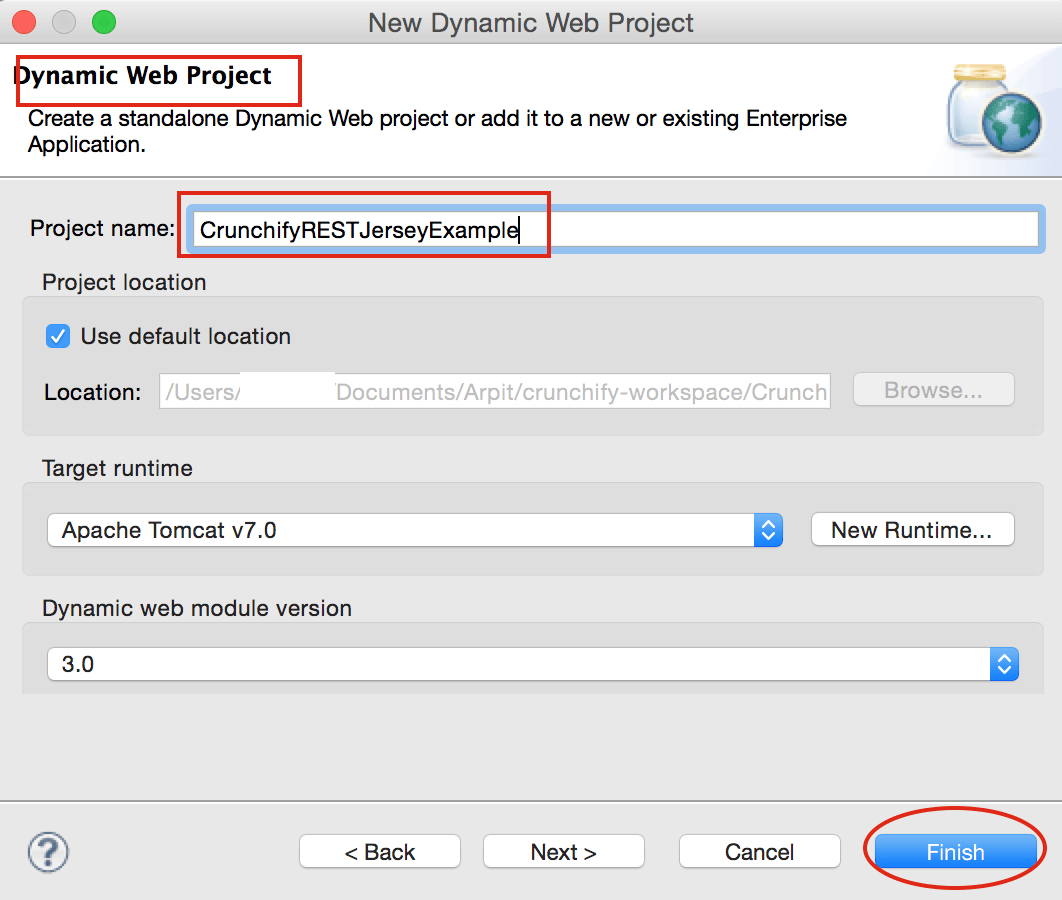 New Dynamic Web Project
Dynamic Web Project
Create a standalone Dynamic Web project or add it to a new or existing Enterprise
Application.
Project name: CrunchifyRESTJerseyExample
Project location
Use default location
Location: /Users/ /Documents/Arpit/crunchify-workspace/Crunch Browse...
Target runtime
Apache Tomcat v7.0 New Runtime...
Dynamic web module version
3.0
? < Back Next > Cancel Finish